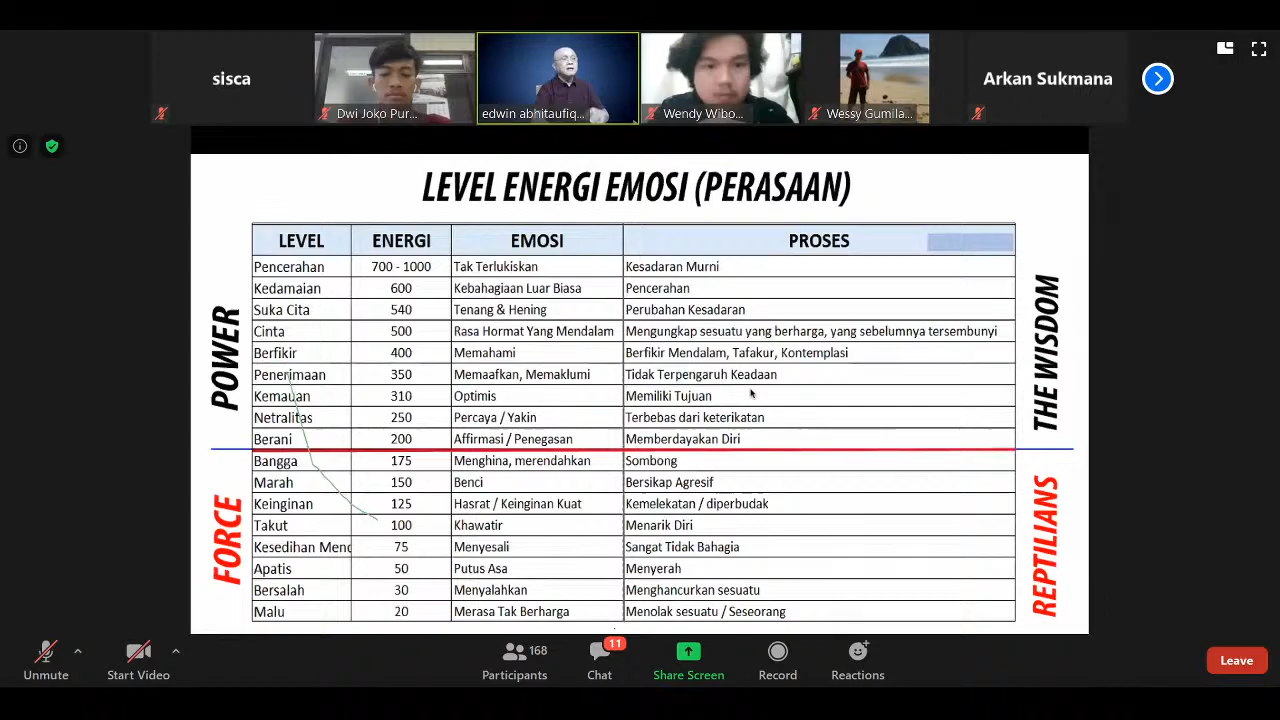 sisca
Arkan Sukmana
Dwi Joko Pur...
edwin abhitaufiq...
Wendy Wibo...
Wessy Gumila...
LEVEL ENERGI EMOSI (PERASAAN)
LEVEL ENERGI EMOSI PROSES
Pencerahan 700 - 1000 Tak Terlukiskan Kesadaran Murni
Kedamaian 600 Kebahagiaan Luar Biasa Pencerahan
Suka Cita 540 Tenang & Hening Perubahan Kesadaran
Cinta 500 Rasa Hormat Yang Mendalam Mengungkap sesuatu yang berharga, yang sebelumnya tersembunyi
Berfikir 400 Memahami Berfikir Mendalam, Tafakur, Kontemplasi
Penerimaan 350 Memaafkan, Memaklumi Tidak Terpengaruh Keadaan
Kemauan 310 Optimis Memiliki Tujuan
Netralitas 250 Percaya / Yakin Terbebas dari keterikatan
Berani 200 Affirmasi / Penegasan Memberdayakan Diri
Bangga 175 Menghina, merendahkan Sombong
Marah 150 Benci Bersikap Agresif
Keinginan 125 Hasrat / Keinginan Kuat Kemelekatan / diperbudak
Takut 100 Khawatir Menarik Diri
Kesedihan Mend 75 Menyesali Sangat Tidak Bahagia
Apatis 50 Putus Asa Menyerah
Bersalah 30 Menyalahkan Menghancurkan sesuatu
Malu 20 Merasa Tak Berharga Menolak sesuatu / Seseorang
POWER
FORCE
THE WISDOM
REPTILIANS
168
11
Unmute
Start Video
Participants
Chat
Share Screen
Record
Reactions
Leave